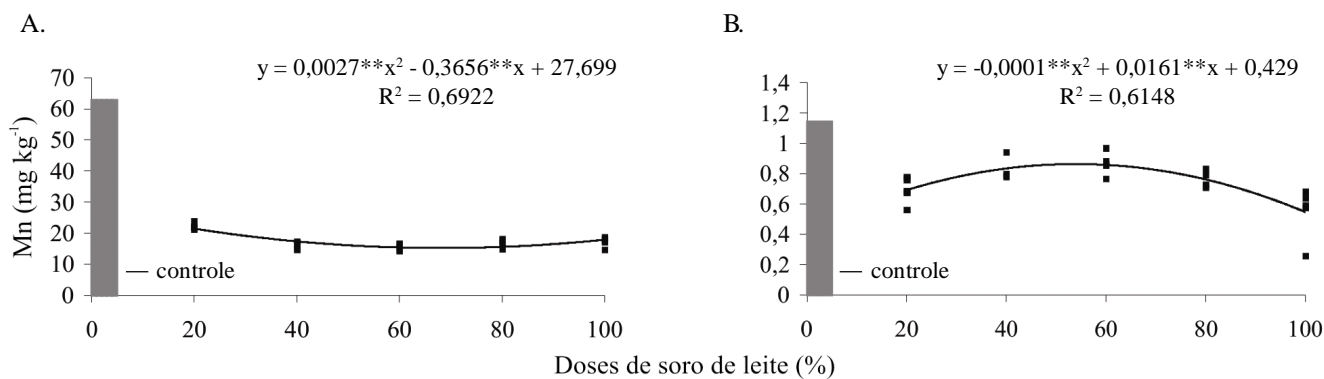 A.
y = 0,0027**x² - 0,3656**x + 27,699
R² = 0,6922
Mn (mg kg⁻¹)
70
60
50
40
30
20
10
0
controle
0 20 40 60 80 100
B.
y = -0,0001**x² + 0,0161**x + 0,429
R² = 0,6148
1,4
1,2
1
0,8
0,6
0,4
0,2
0
controle
0 20 40 60 80 100
Doses de soro de leite (%)